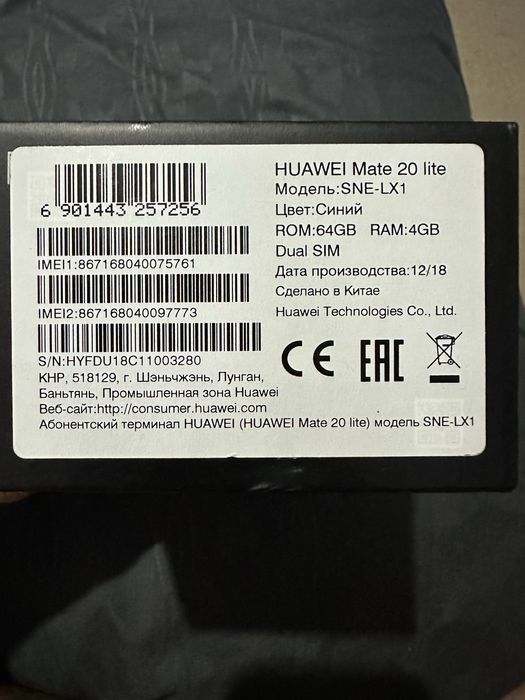 6 901443 257256
IMEI1:867168040075761
IMEI2:867168040097773
S/N:HYFDU18C11003280
HUAWEI Mate 20 lite
Модель:SNE-LX1
Цвет:Синий
ROM:64GB RAM:4GB
Dual SIM
Дата производства:12/18
Сделано в Китае
Huawei Technologies Co., Ltd.
CE EAC
КНР, 518129, г. Шэньчжэнь, Лунган,
Баньтянь, Промышленная зона Huawei
Веб-сайт:http://consumer.huawei.com
Абонентский терминал HUAWEI (HUAWEI Mate 20 lite) модель SNE-LX1